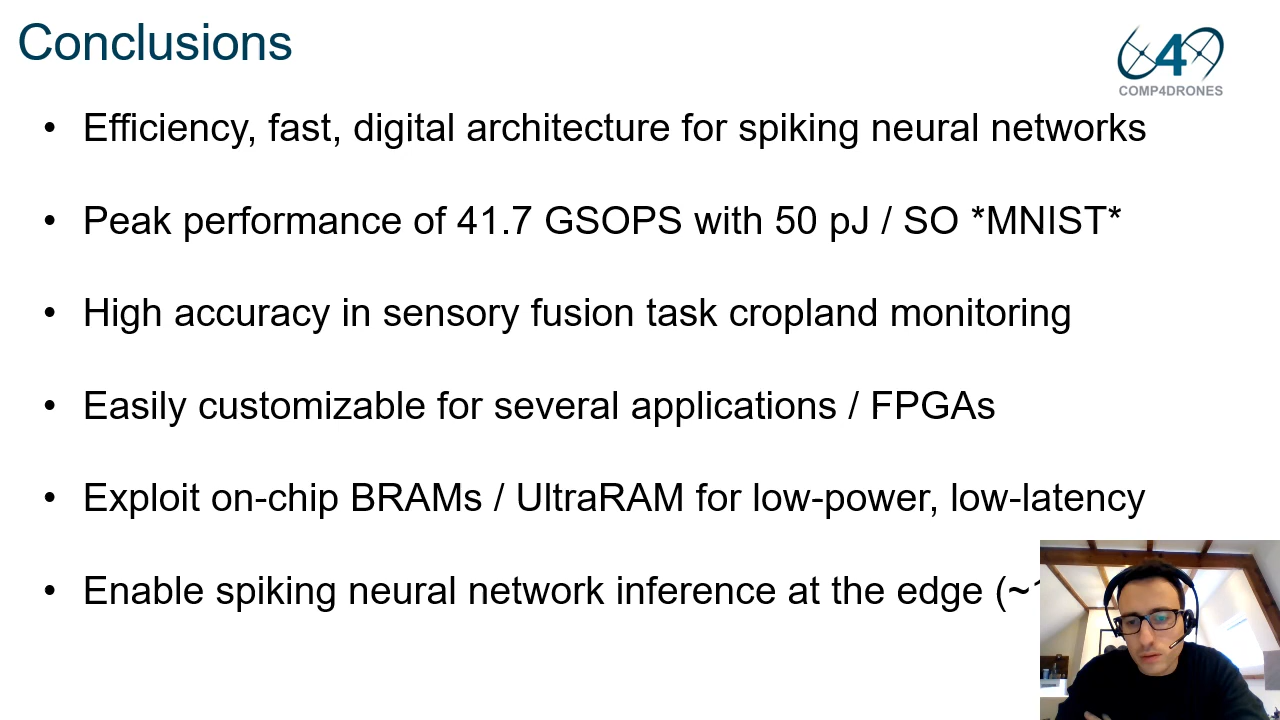 Conclusions
COMP4DRONES
• Efficiency, fast, digital architecture for spiking neural networks
• Peak performance of 41.7 GSOPS with 50 pJ / SO *MNIST*
• High accuracy in sensory fusion task cropland monitoring
• Easily customizable for several applications / FPGAs
• Exploit on-chip BRAMs / UltraRAM for low-power, low-latency
• Enable spiking neural network inference at the edge